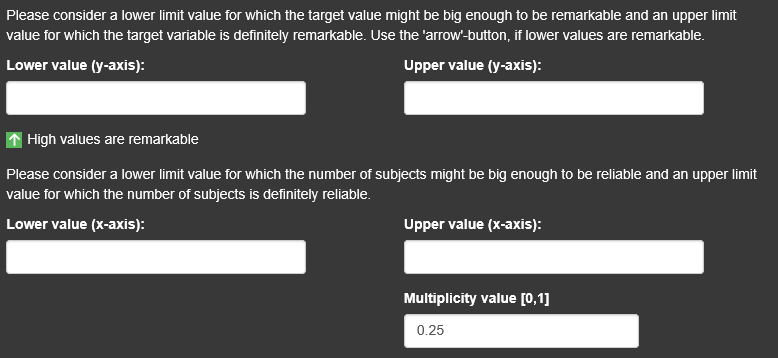 Please consider a lower limit value for which the target value might be big enough to be remarkable and an upper limit
value for which the target variable is definitely remarkable. Use the 'arrow'-button, if lower values are remarkable.
Lower value (y-axis): Upper value (y-axis):
High values are remarkable
Please consider a lower limit value for which the number of subjects might be big enough to be reliable and an upper limit
value for which the number of subjects is definitely reliable.
Lower value (x-axis): Upper value (x-axis):
Multiplicity value [0,1]
0.25